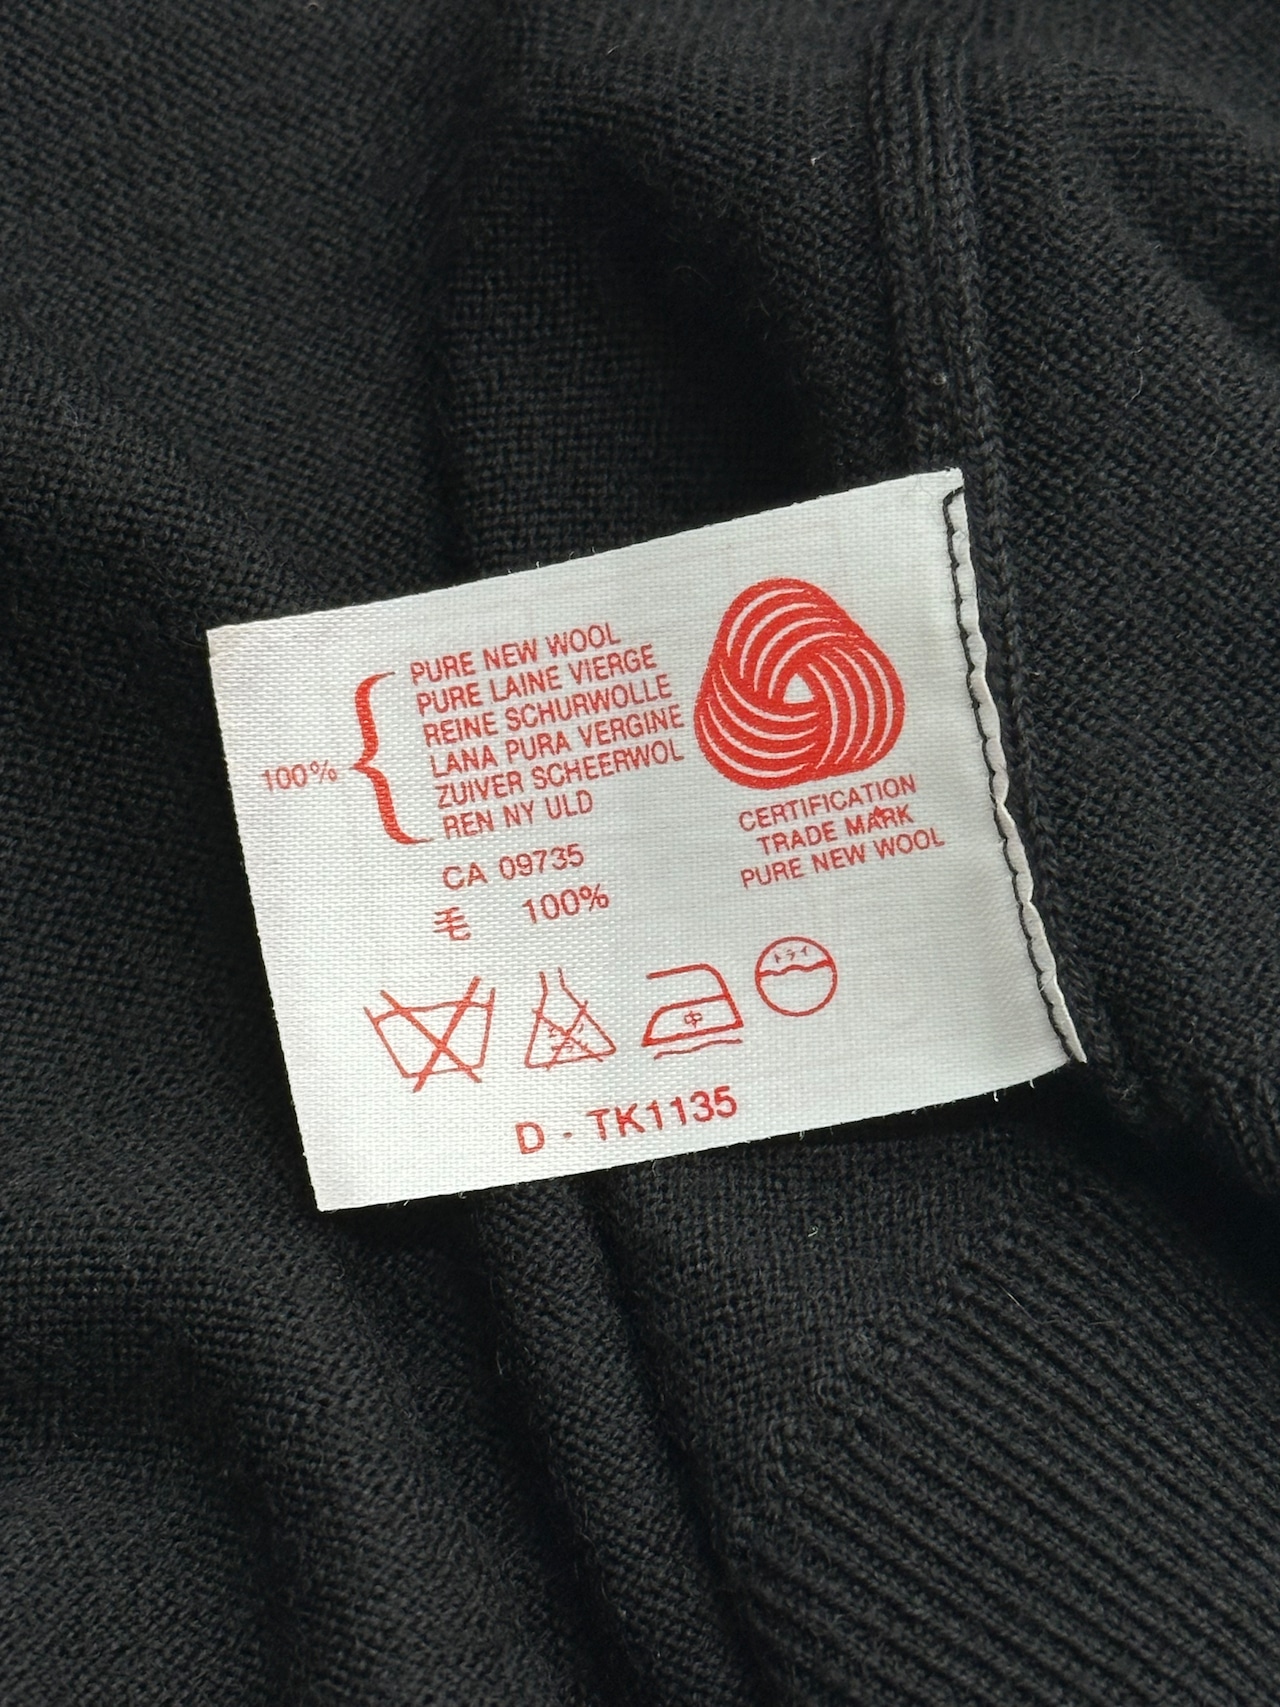 100%
PURE NEW WOOL
PURE LAINE VIERGE
REINE SCHURWOLLE
LANA PURA VERGINE
ZUIVER SCHEERWOL
REN NY ULD
CERTIFICATION
TRADE MARK
PURE NEW WOOL
CA 09735
毛 100%
中
ドライ
D - TK1135